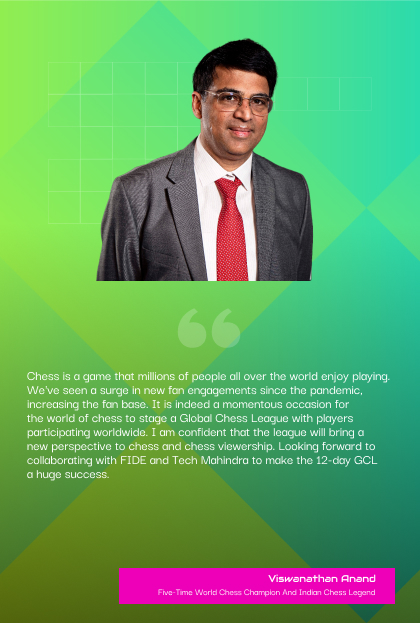 Chess is a game that millions of people all over the world enjoy playing.
We've seen a surge in new fan engagements since the pandemic,
increasing the fan base. It is indeed a momentous occasion for
the world of chess to stage a Global Chess League with players
participating worldwide. I am confident that the league will bring a
new perspective to chess and chess viewership. Looking forward to
collaborating with FIDE and Tech Mahindra to make the 12-day GCL
a huge success.
Viswanathan Anand
Five-Time World Chess Champion And Indian Chess Legend